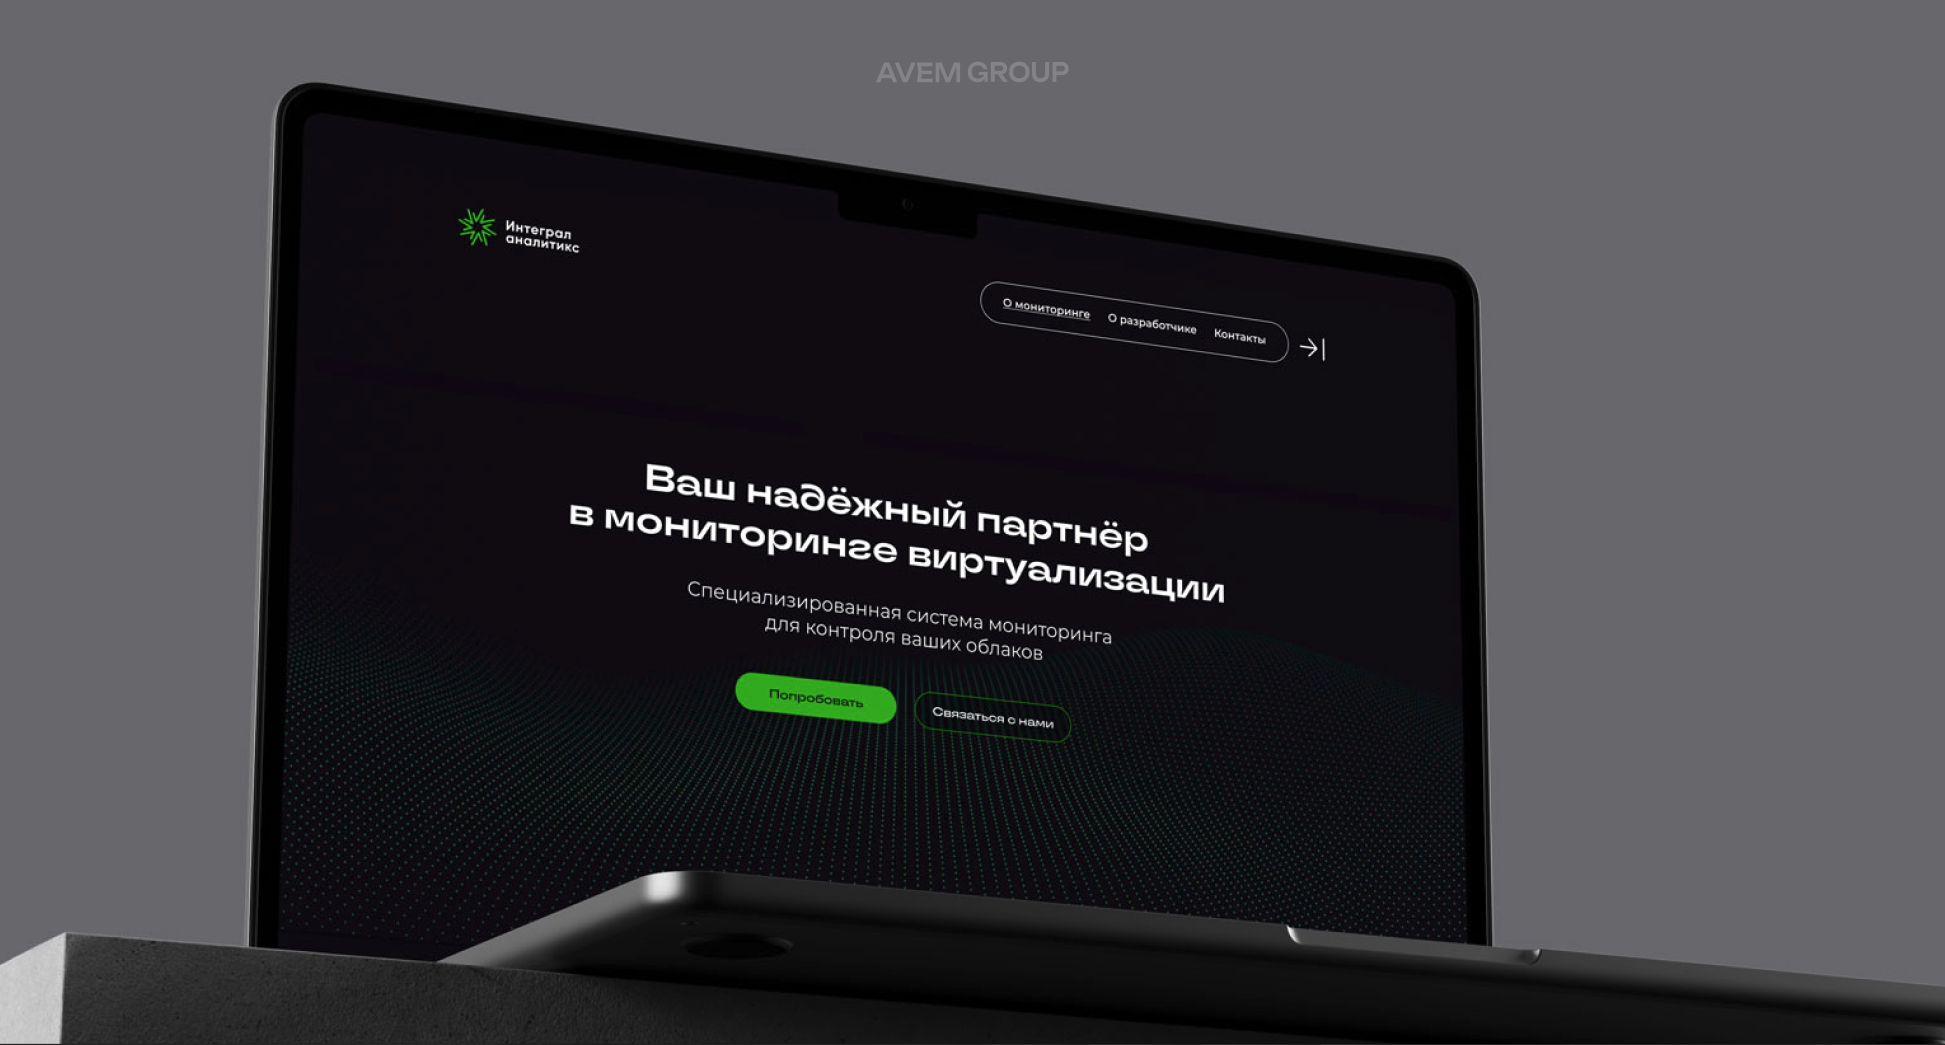 AVEM GROUP
Интеграл
аналитикс
О мониторинге
О разработчике
Контакты
Ваш надёжный партнёр
в мониторинге виртуализации
Специализированная система мониторинга
для контроля ваших облаков
Попробовать
Связаться с нами